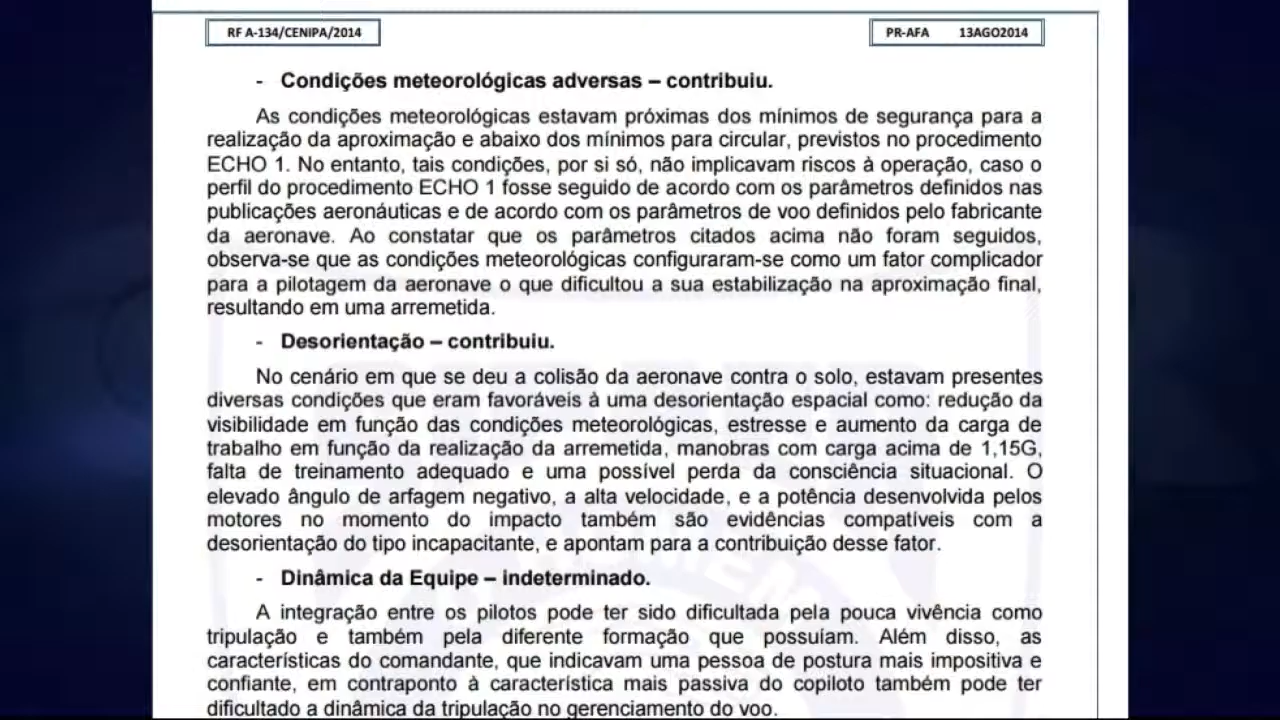 RF A-134/CENIPA/2014
PR-AFA 13AGO2014
- Condições meteorológicas adversas – contribuiu.
As condições meteorológicas estavam próximas dos mínimos de segurança para a
realização da aproximação e abaixo dos mínimos para circular, previstos no procedimento
ECHO 1. No entanto, tais condições, por si só, não implicavam riscos à operação, caso o
perfil do procedimento ECHO 1 fosse seguido de acordo com os parâmetros definidos nas
publicações aeronáuticas e de acordo com os parâmetros de voo definidos pelo fabricante
da aeronave. Ao constatar que os parâmetros citados acima não foram seguidos,
observa-se que as condições meteorológicas configuraram-se como um fator complicador
para a pilotagem da aeronave o que dificultou a sua estabilização na aproximação final,
resultando em uma arremetida.
- Desorientação – contribuiu.
No cenário em que se deu a colisão da aeronave contra o solo, estavam presentes
diversas condições que eram favoráveis à uma desorientação espacial como: redução da
visibilidade em função das condições meteorológicas, estresse e aumento da carga de
trabalho em função da realização da arremetida, manobras com carga acima de 1,15G,
falta de treinamento adequado e uma possível perda da consciência situacional. O
elevado ângulo de arfagem negativo, a alta velocidade, e a potência desenvolvida pelos
motores no momento do impacto também são evidências compatíveis com a
desorientação do tipo incapacitante, e apontam para a contribuição desse fator.
- Dinâmica da Equipe – indeterminado.
A integração entre os pilotos pode ter sido dificultada pela pouca vivência como
tripulação e também pela diferente formação que possuíam. Além disso, as
características do comandante, que indicavam uma pessoa de postura mais impositiva e
confiante, em contraponto à característica mais passiva do copiloto também pode ter
dificultado a dinâmica da tripulação no gerenciamento do voo.